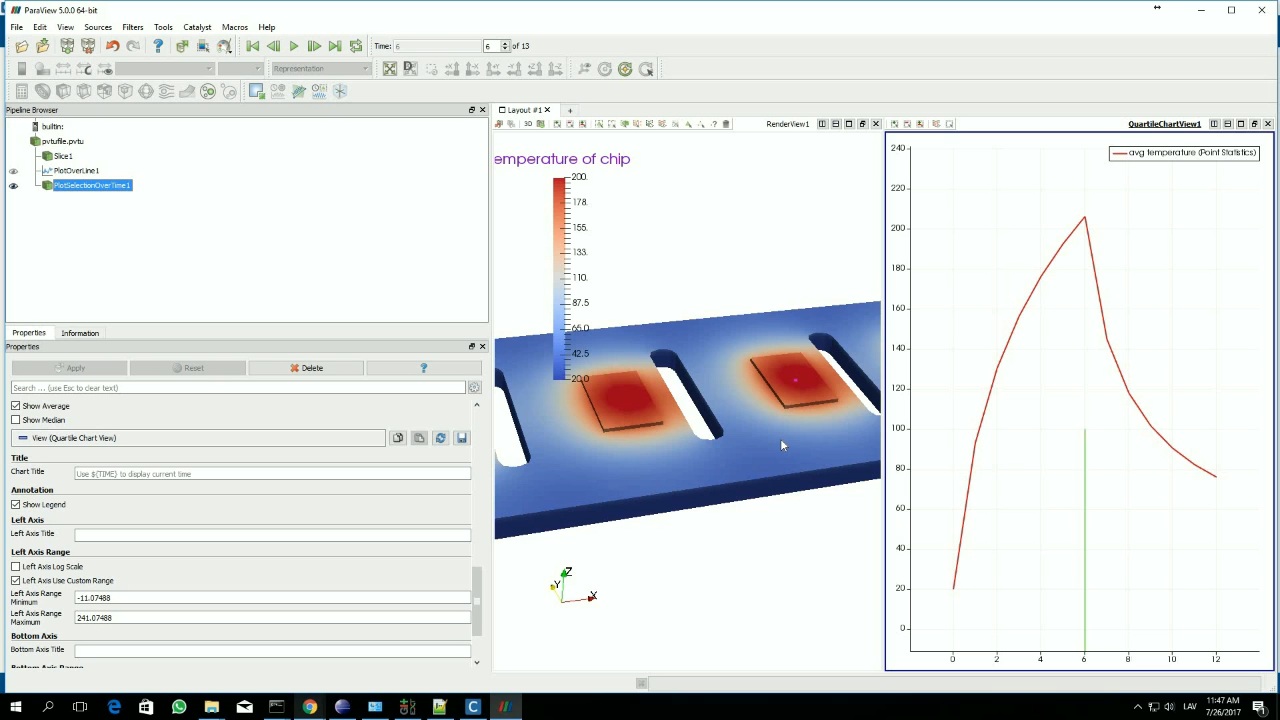 ParaView 5.0.0 64-bit
File Edit View Sources Filters Tools Catalyst Macros Help
Time: 6 6 of 13
Representation
Pipeline Browser
builtin:
pvtufile.pvtu
Slice1
PlotOverLine1
PlotSelectionOverTime1
Properties Information
Properties
Apply Reset Delete ?
Search ... (use Esc to clear text)
Show Average
Show Median
View (Quartile Chart View)
Title
Chart Title Use ${TIME} to display current time
Annotation
Show Legend
Left Axis
Left Axis Title
Left Axis Range
Left Axis Log Scale
Left Axis Use Custom Range
Left Axis Range Minimum -11.07488
Left Axis Range Maximum 241.07488
Bottom Axis
Bottom Axis Title
Bottom Axis Range
Layout #1
3D RenderView1
emperature of chip
200.
178.
155.
133.
110.
87.5
65.0
42.5
20.0
Z
Y
X
QuartileChartView1
avg temperature (Point Statistics)
240
220
200
180
160
140
120
100
80
60
40
20
0
0 2 4 6 8 10 12
LAV
11:47 AM
7/26/2017